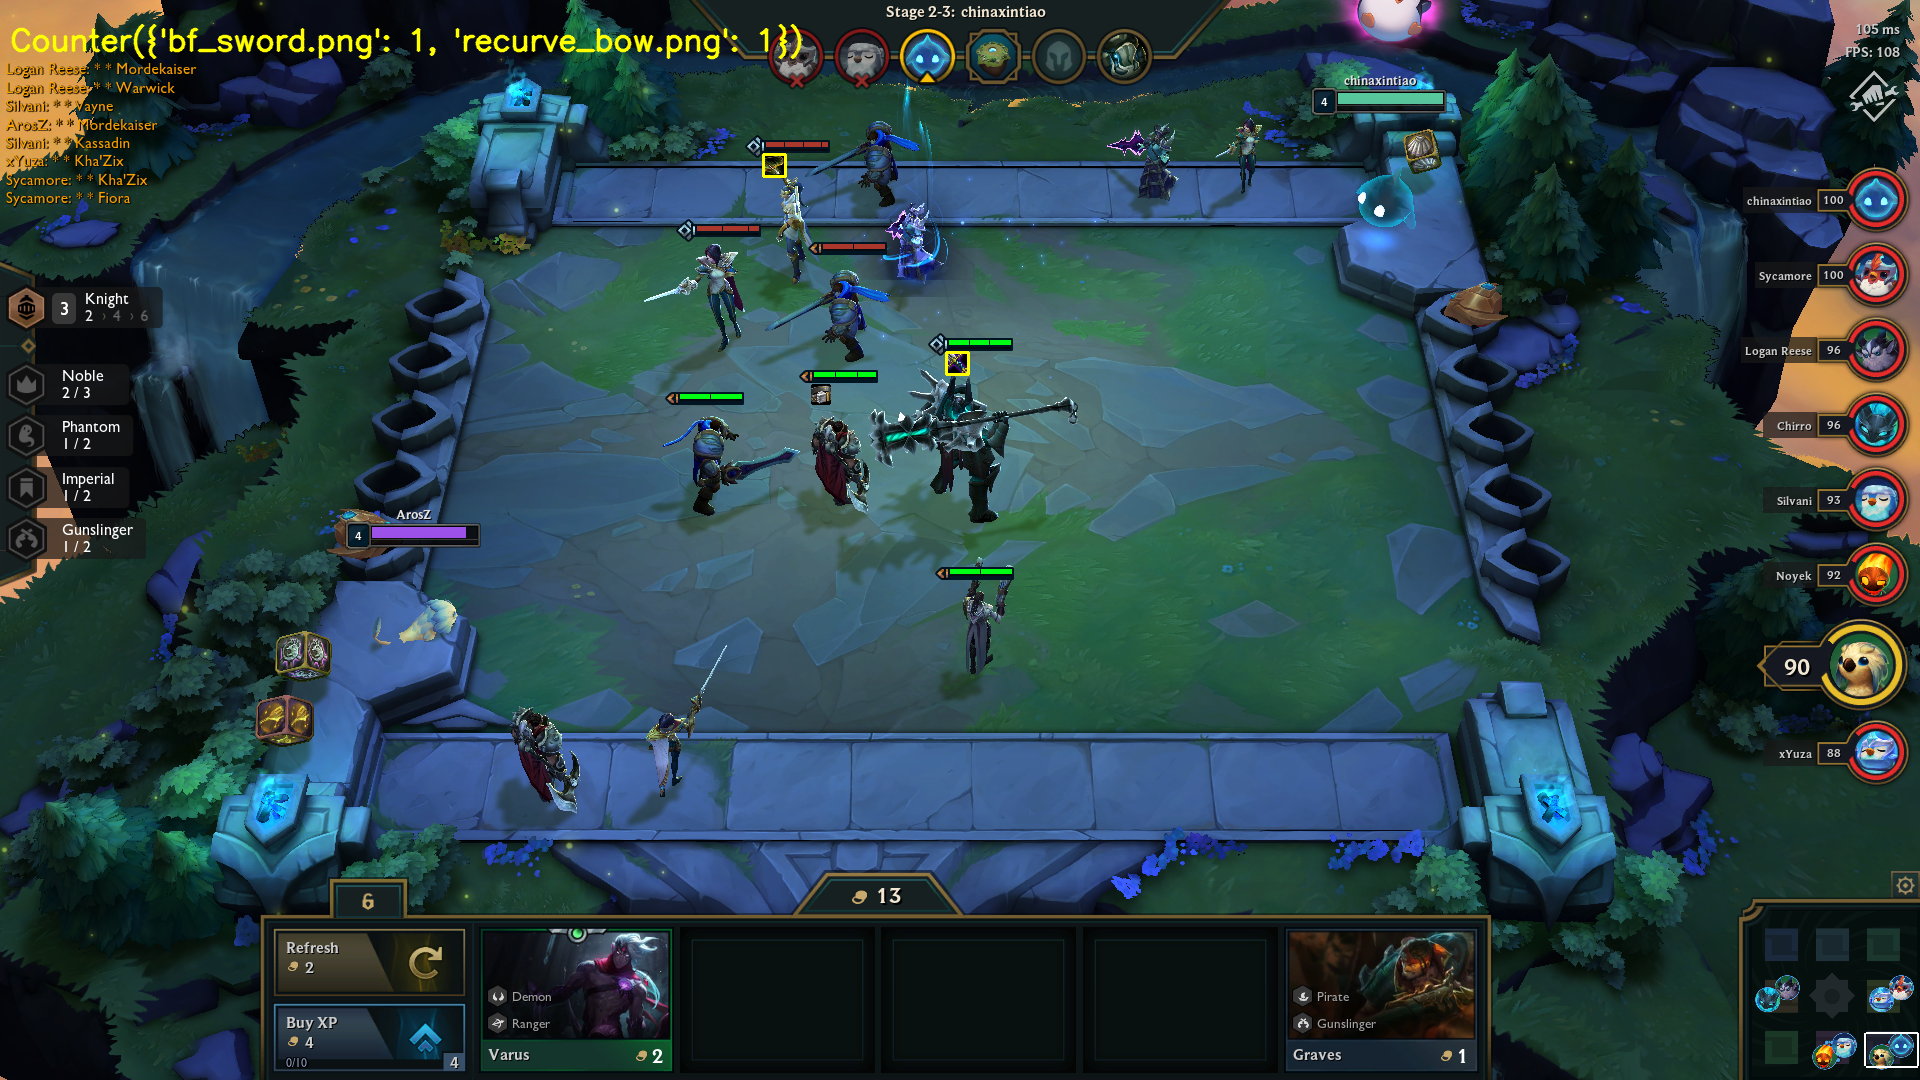 Stage 2-3: chinaxintiao
Counter({'bf_sword.png': 1, 'recurve_bow.png': 1})
105 ms
FPS: 108
Logan Reese: * * Mordekaiser
Logan Reese: * * Warwick
Silvani: * * Vayne
ArosZ: * * Mordekaiser
Silvani: * * Kassadin
xYuza: * * Kha'Zix
Sycamore: * * Kha'Zix
Sycamore: * * Fiora
chinaxintiao
4
chinaxintiao 100
Sycamore 100
Logan Reese 96
Chirro 96
Silvani 93
Noyek 92
90
xYuza 88
3 Knight
2 › 4 › 6
Noble
2 / 3
Phantom
1 / 2
Imperial
1 / 2
Gunslinger
1 / 2
ArosZ
4
6
13
Refresh
2
Buy XP
4
0/10
4
Demon
Ranger
Varus 2
Pirate
Gunslinger
Graves 1